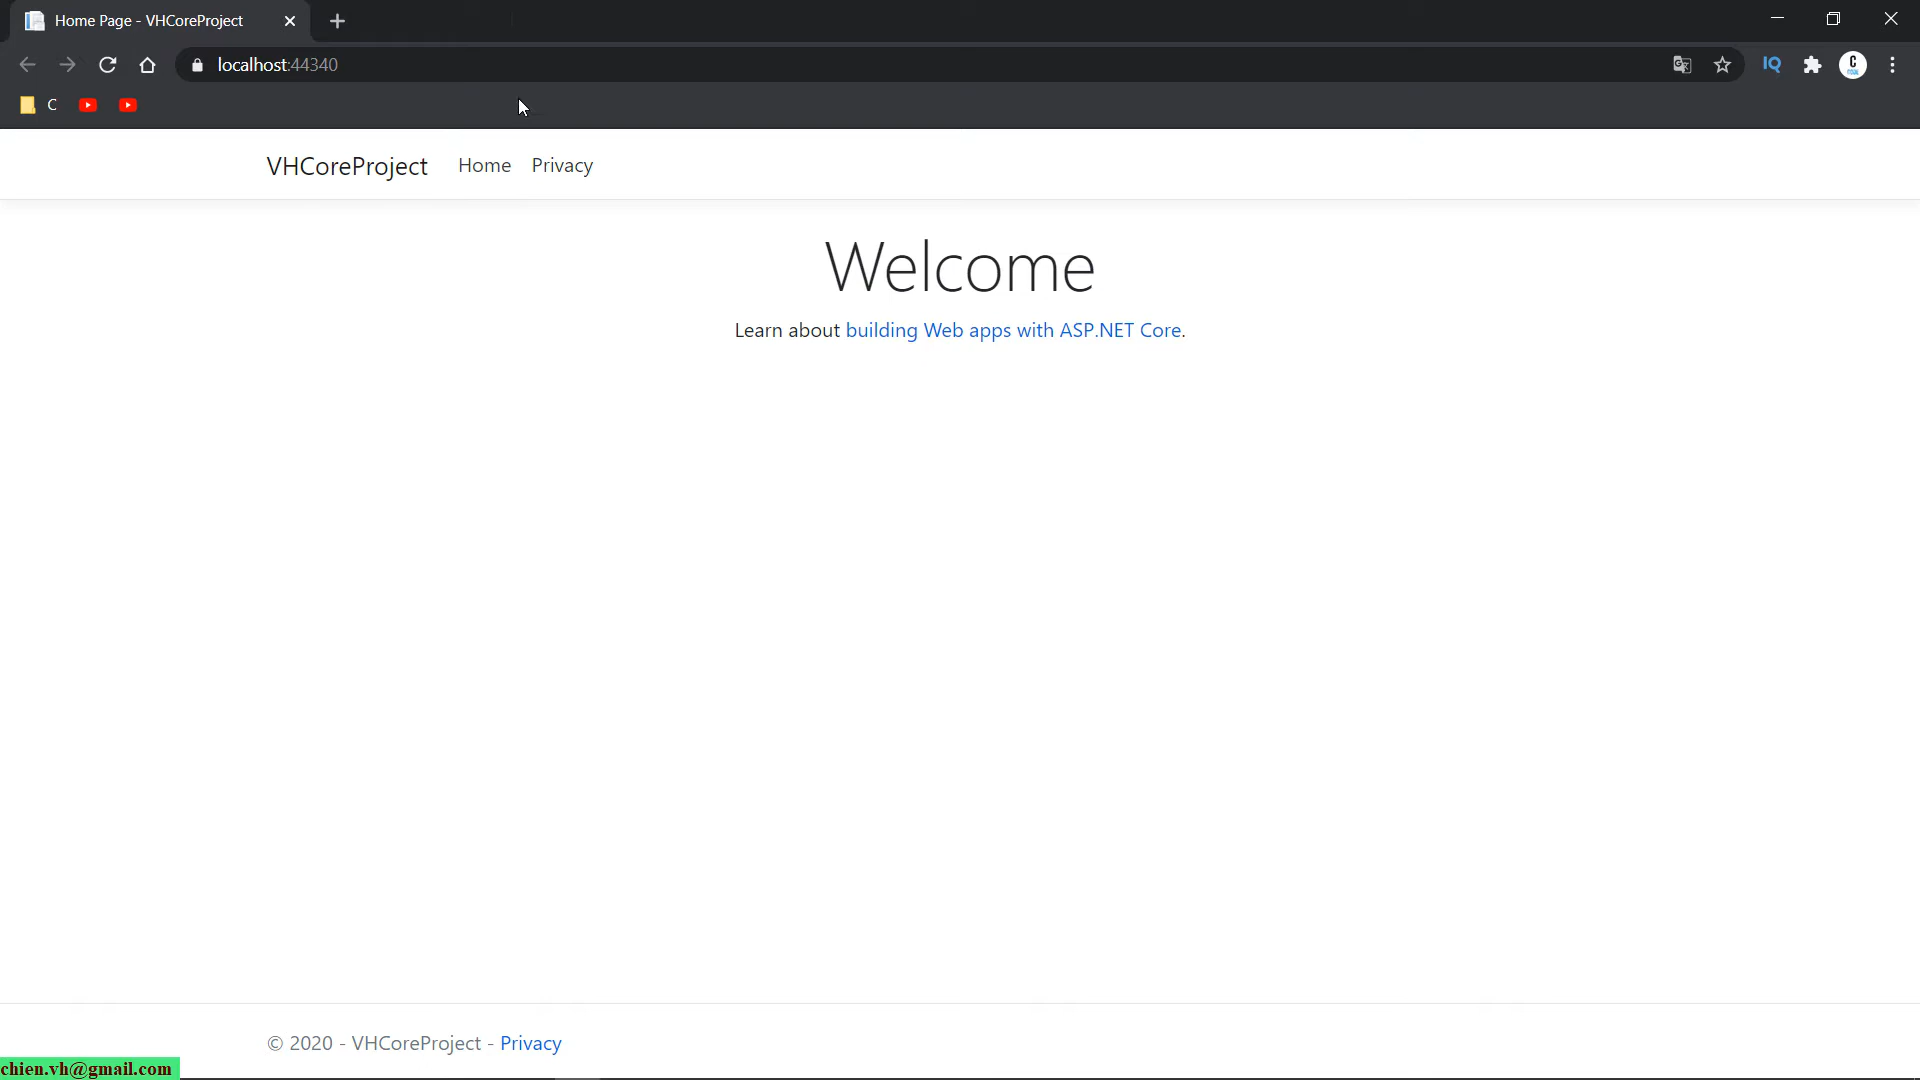 Home Page - VHCoreProject
localhost:44340
IQ
C
C
VHCoreProject Home Privacy
Welcome
Learn about building Web apps with ASP.NET Core.
© 2020 - VHCoreProject - Privacy
chien.vh@gmail.com